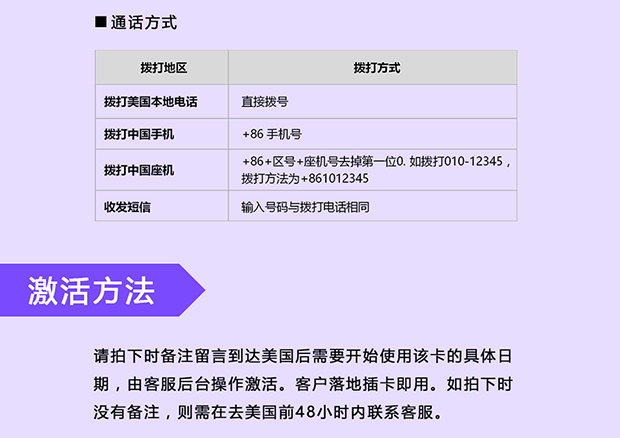 ■ 通话方式
拨打地区 拨打方式
拨打美国本地电话 直接拨号
拨打中国手机 +86 手机号
拨打中国座机 +86+区号+座机号去掉第一位0. 如拨打010-12345，
拨打方法为+861012345
收发短信 输入号码与拨打电话相同
激活方法
请拍下时备注留言到达美国后需要开始使用该卡的具体日
期，由客服后台操作激活。客户落地插卡即用。如拍下时
没有备注，则需在去美国前48小时内联系客服。